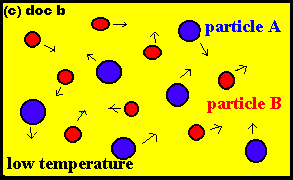 (c) doc b
particle A
particle B
low temperature